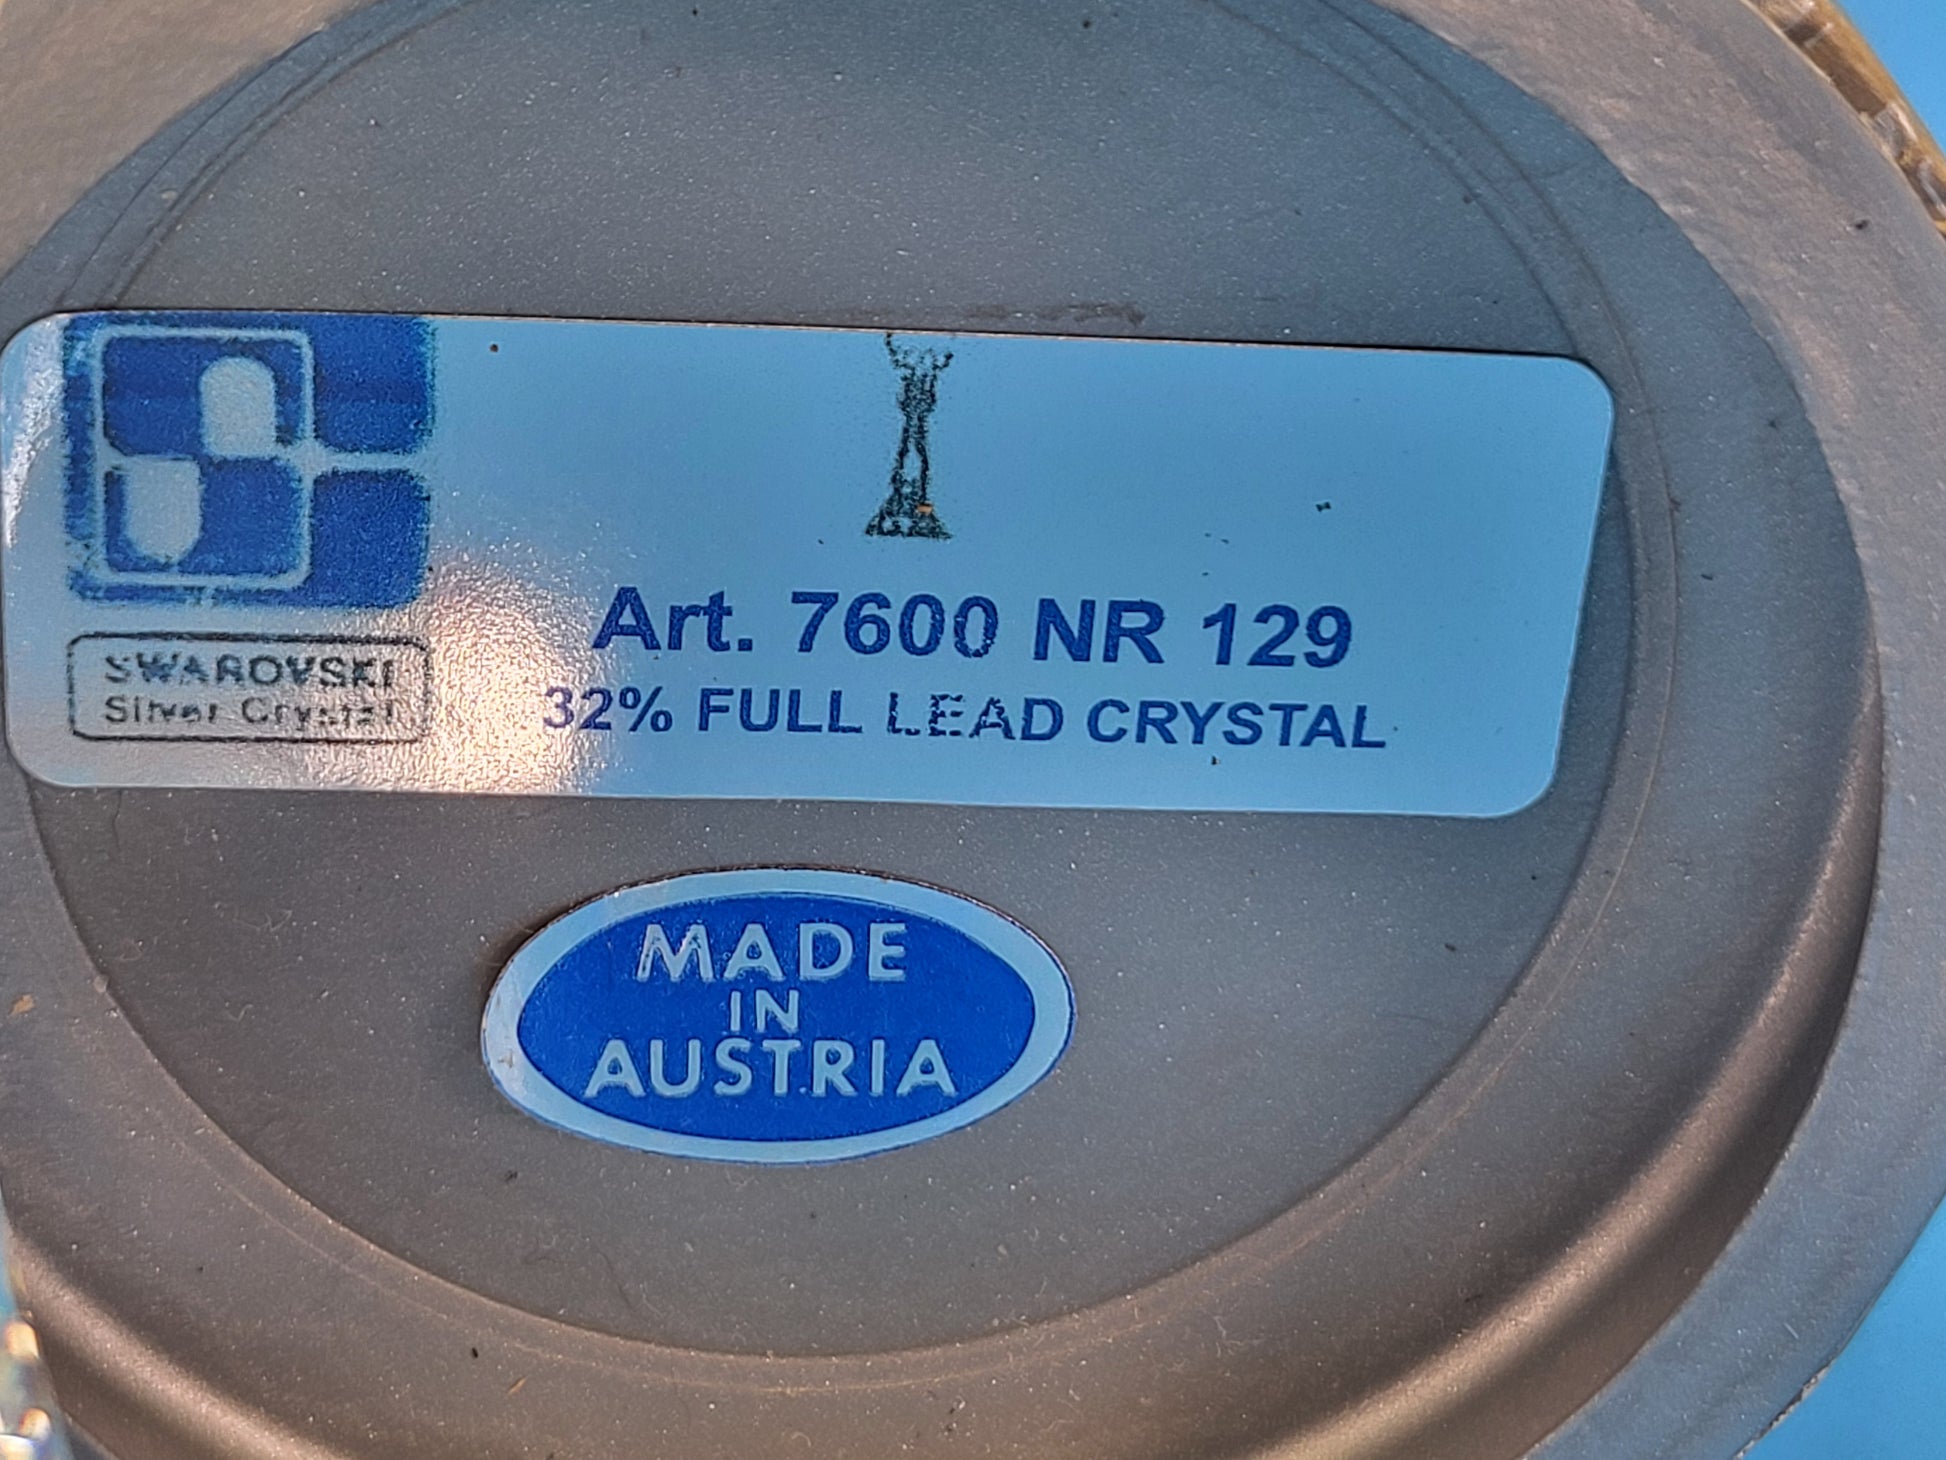 SWAROVSKI
Silver Crystal
Art. 7600 NR 129
32% FULL LEAD CRYSTAL
MADE
IN
AUSTRIA